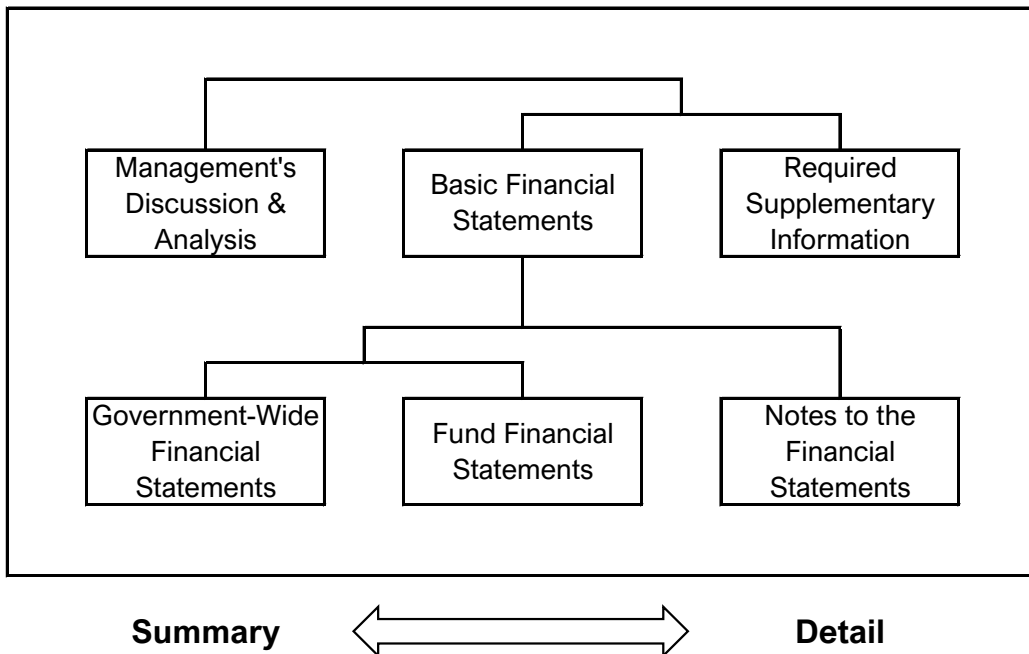 Management's
Discussion &
Analysis
Basic Financial
Statements
Required
Supplementary
Information
Government-Wide
Financial
Statements
Fund Financial
Statements
Notes to the
Financial
Statements
Summary
Detail